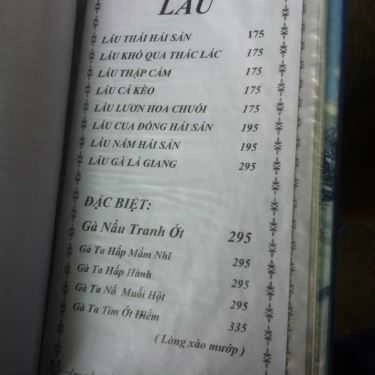 LẨU
LẨU THÁI HẢI SẢN 175
LẨU KHỔ QUA THÁC LÁC 175
LẨU THẬP CẨM 175
LẨU CÁ KÈO 175
LẨU LƯƠN HOA CHUỐI 175
LẨU CUA ĐỒNG HẢI SẢN 195
LẨU NẤM HẢI SẢN 195
LẨU GÀ LÁ GIANG 295
ĐẶC BIỆT:
Gà Nấu Tranh Ớt 295
Gà Ta Hấp Mắm Nhĩ 295
Gà Ta Hấp Hành 295
Gà Ta Nỗ Muối Hột 295
Gà Ta Tim Ớt Hiểm 335
( Lòng xào mướp )